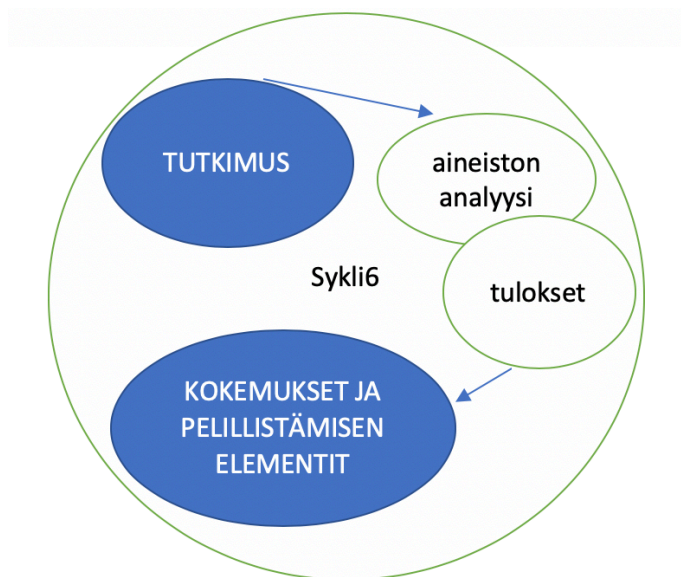 TUTKIMUS
aineiston
analyysi
Sykli6
tulokset
KOKEMUKSET JA
PELILLISTÄMISEN
ELEMENTIT